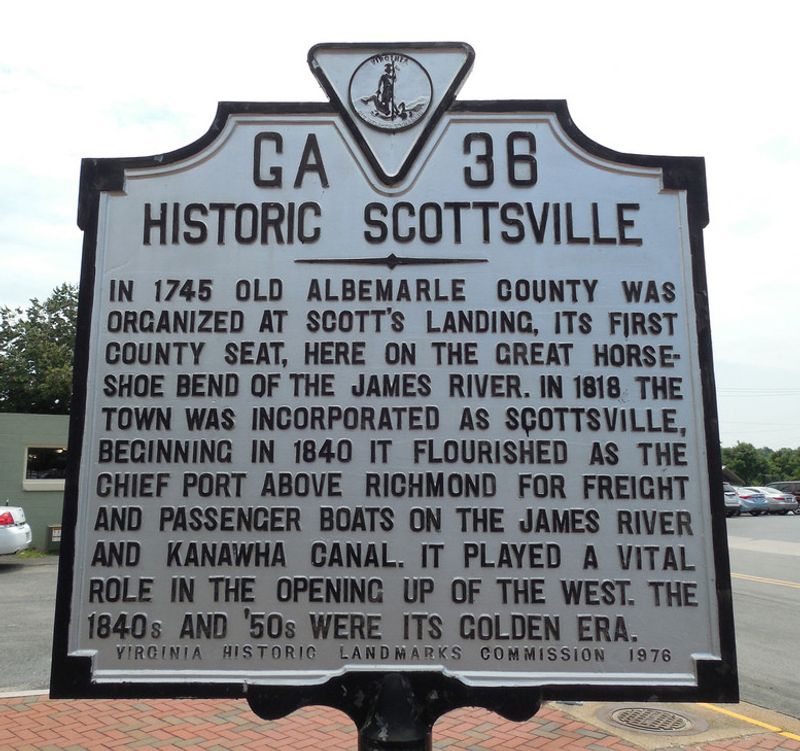 VIRGINIA
GA 36
HISTORIC SCOTTSVILLE
IN 1745 OLD ALBEMARLE COUNTY WAS
ORGANIZED AT SCOTT'S LANDING, ITS FIRST
COUNTY SEAT, HERE ON THE GREAT HORSE-
SHOE BEND OF THE JAMES RIVER. IN 1818 THE
TOWN WAS INCORPORATED AS SCOTTSVILLE,
BEGINNING IN 1840 IT FLOURISHED AS THE
CHIEF PORT ABOVE RICHMOND FOR FREIGHT
AND PASSENGER BOATS ON THE JAMES RIVER
AND KANAWHA CANAL. IT PLAYED A VITAL
ROLE IN THE OPENING UP OF THE WEST. THE
1840s AND '50s WERE ITS GOLDEN ERA.
VIRGINIA HISTORIC LANDMARKS COMMISSION 1976